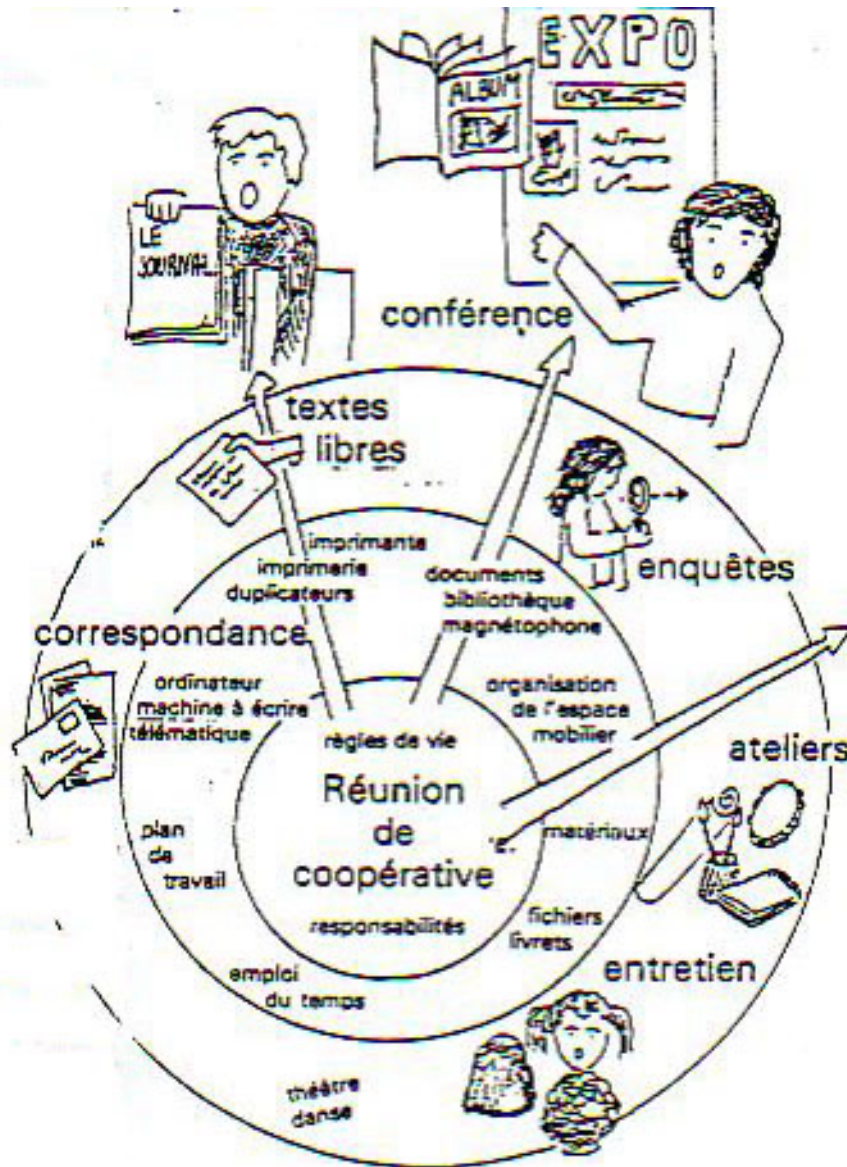 EXPO
ALBUM
LE
JOURNAL
conférence
textes
libres
imprimante
imprimerie
duplicateurs
documents
bibliothèque
magnétophone
enquêtes
correspondance
ordinateur
machine à écrire
télématique
organisation
de l'espace
mobilier
règles de vie
ateliers
Réunion
de
coopérative
matériaux
plan
de
travail
responsabilités
fichiers
livrets
emploi
du temps
entretien
théâtre
danse